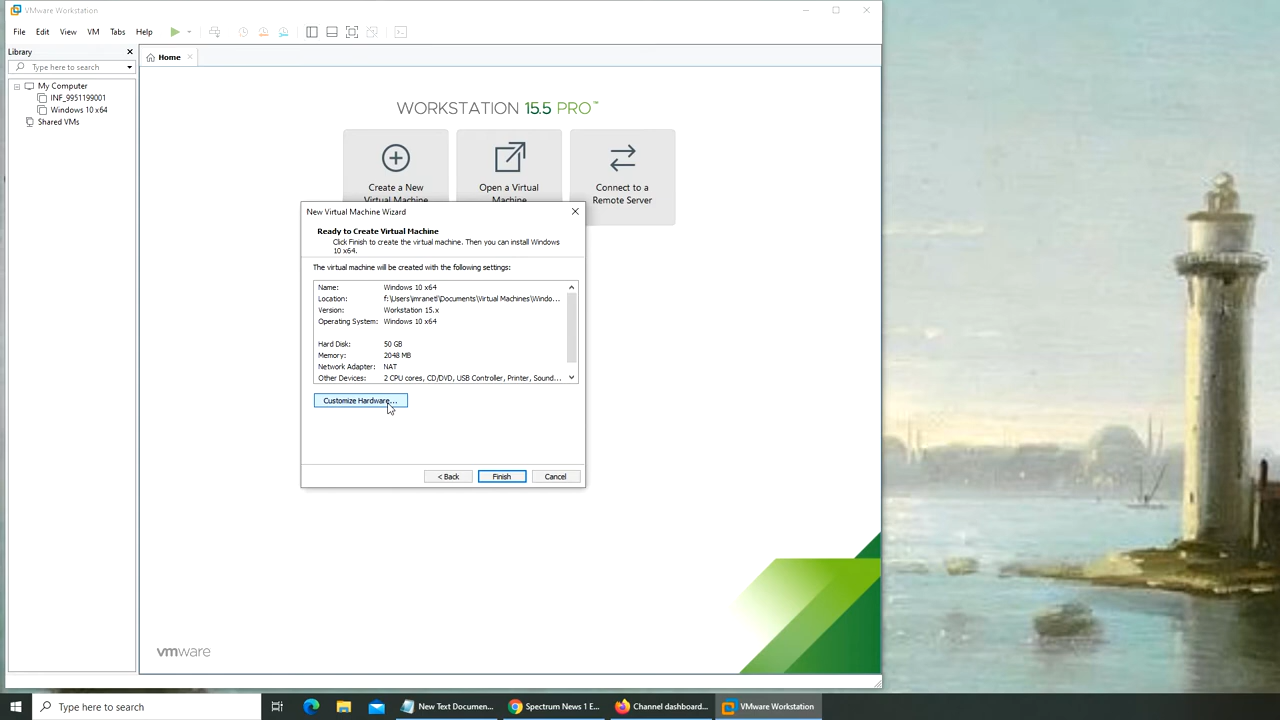 VMware Workstation
File Edit View VM Tabs Help
Library
Type here to search
My Computer
INF_9951199001
Windows 10 x64
Shared VMs
Home
WORKSTATION 15.5 PRO™
Create a New
Virtual Machine
Open a Virtual
Machine
Connect to a
Remote Server
New Virtual Machine Wizard
Ready to Create Virtual Machine
Click Finish to create the virtual machine. Then you can install Windows
10 x64.
The virtual machine will be created with the following settings:
Name: Windows 10 x64
Location: f:\Users\mranetl\Documents\Virtual Machines\Windo...
Version: Workstation 15.x
Operating System: Windows 10 x64
Hard Disk: 50 GB
Memory: 2048 MB
Network Adapter: NAT
Other Devices: 2 CPU cores, CD/DVD, USB Controller, Printer, Sound...
Customize Hardware...
< Back Finish Cancel
vmware
Type here to search
New Text Documen...
Spectrum News 1 E...
Channel dashboard...
VMware Workstation